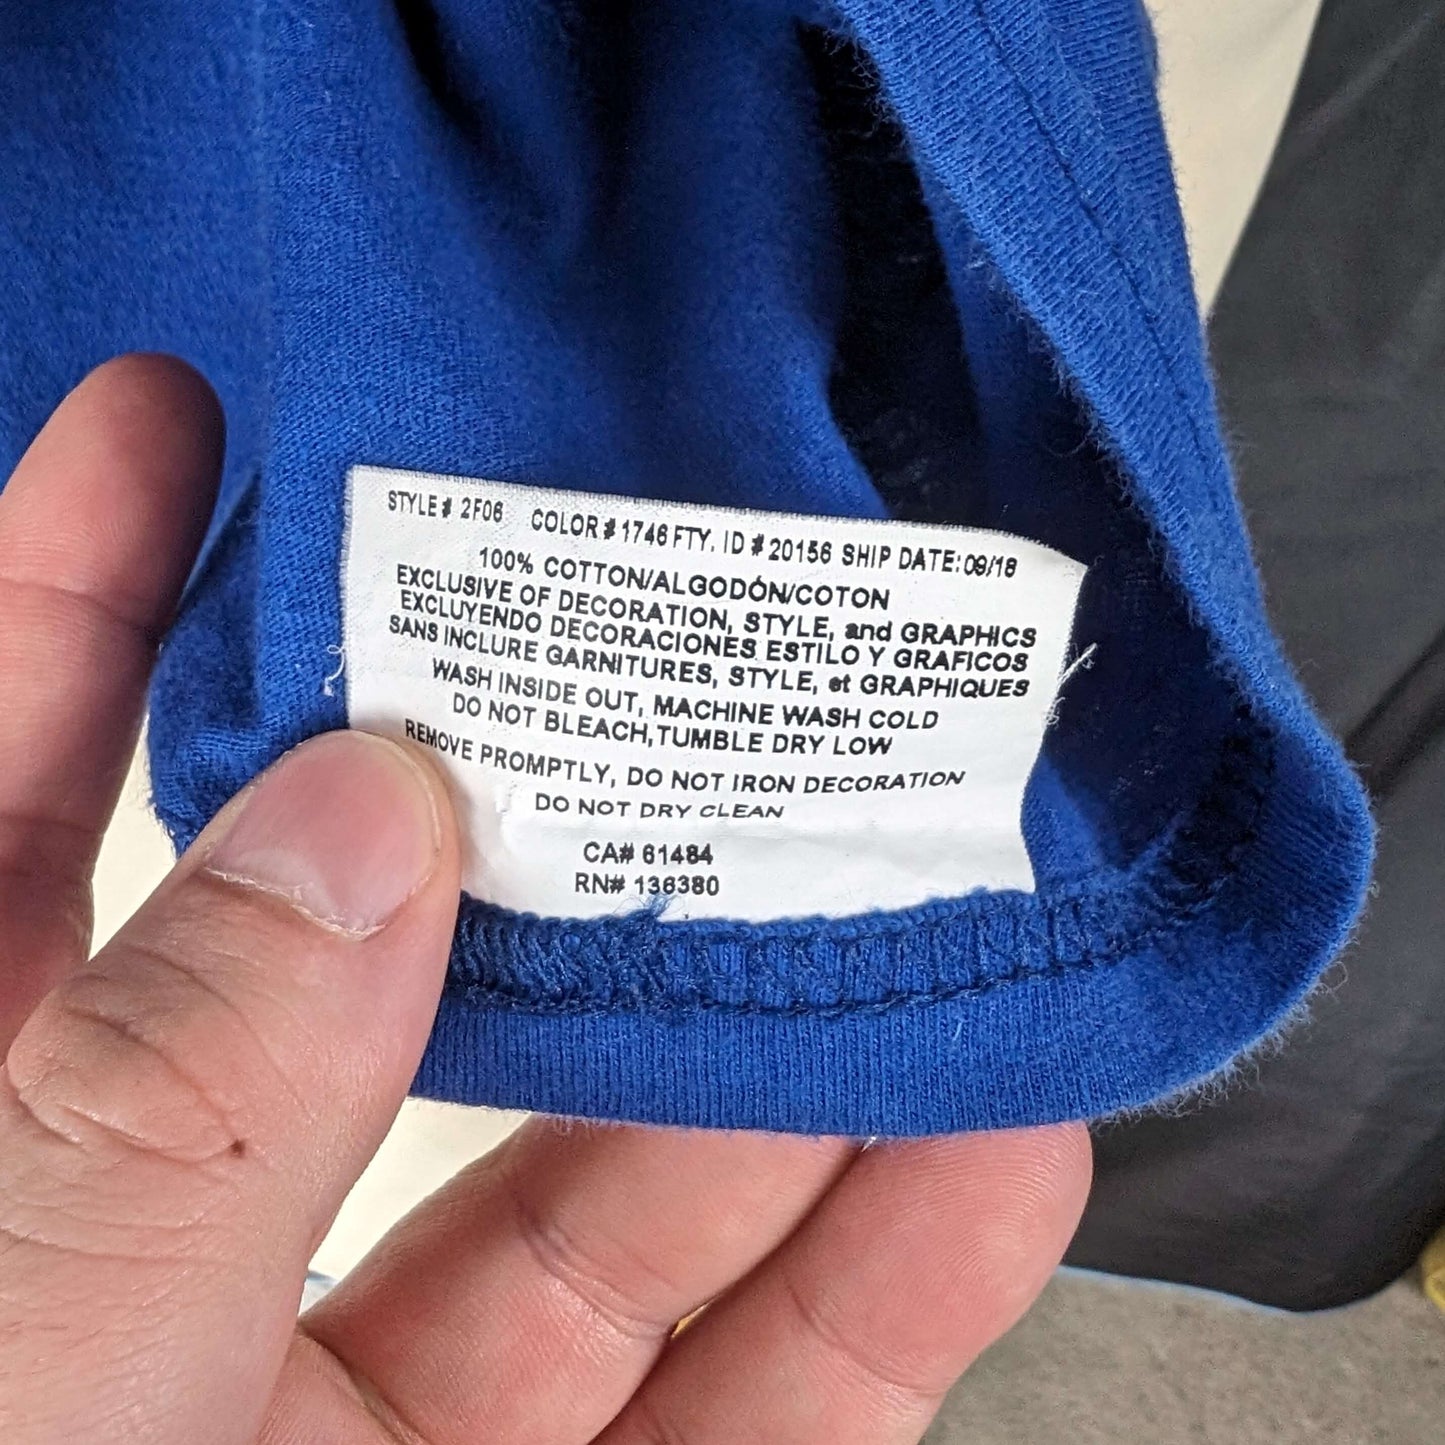 STYLE# 2F06 COLOR#1746 FTY. ID #20156 SHIP DATE:09/18
100% COTTON/ALGODÓN/COTON
EXCLUSIVE OF DECORATION, STYLE, and GRAPHICS
EXCLUYENDO DECORACIONES ESTILO Y GRAFICOS
SANS INCLURE GARNITURES, STYLE, et GRAPHIQUES
WASH INSIDE OUT, MACHINE WASH COLD
DO NOT BLEACH,TUMBLE DRY LOW
REMOVE PROMPTLY, DO NOT IRON DECORATION
DO NOT DRY CLEAN
CA# 61484
RN# 136380